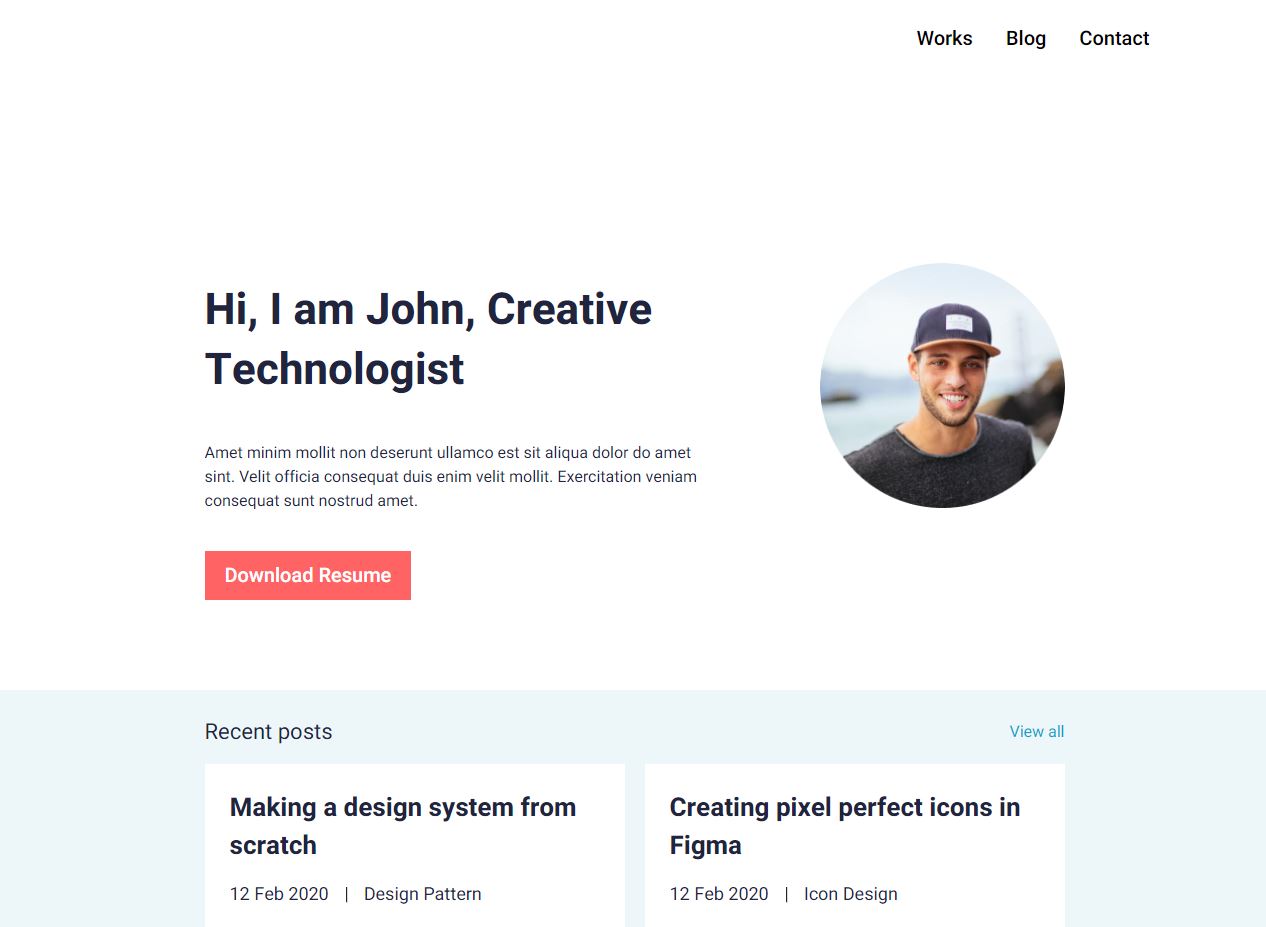 Works Blog Contact
Hi, I am John, Creative
Technologist
Amet minim mollit non deserunt ullamco est sit aliqua dolor do amet
sint. Velit officia consequat duis enim velit mollit. Exercitation veniam
consequat sunt nostrud amet.
Download Resume
Recent posts
View all
Making a design system from
scratch
12 Feb 2020 | Design Pattern
Creating pixel perfect icons in
Figma
12 Feb 2020 | Icon Design